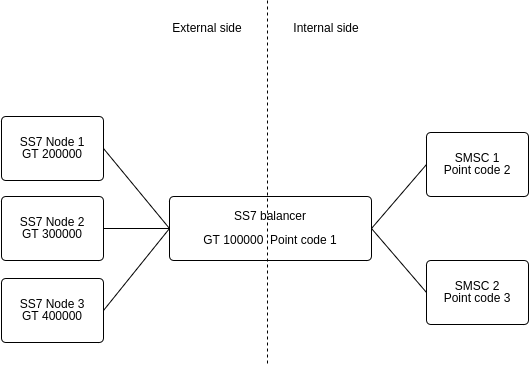 External side
Internal side
SS7 Node 1
GT 200000
SS7 Node 2
GT 300000
SS7 Node 3
GT 400000
SS7 balancer
GT 100000 Point code 1
SMSC 1
Point code 2
SMSC 2
Point code 3